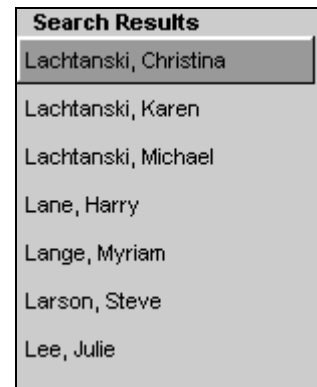 Search Results
Lachtanski, Christina
Lachtanski, Karen
Lachtanski, Michael
Lane, Harry
Lange, Myriam
Larson, Steve
Lee, Julie